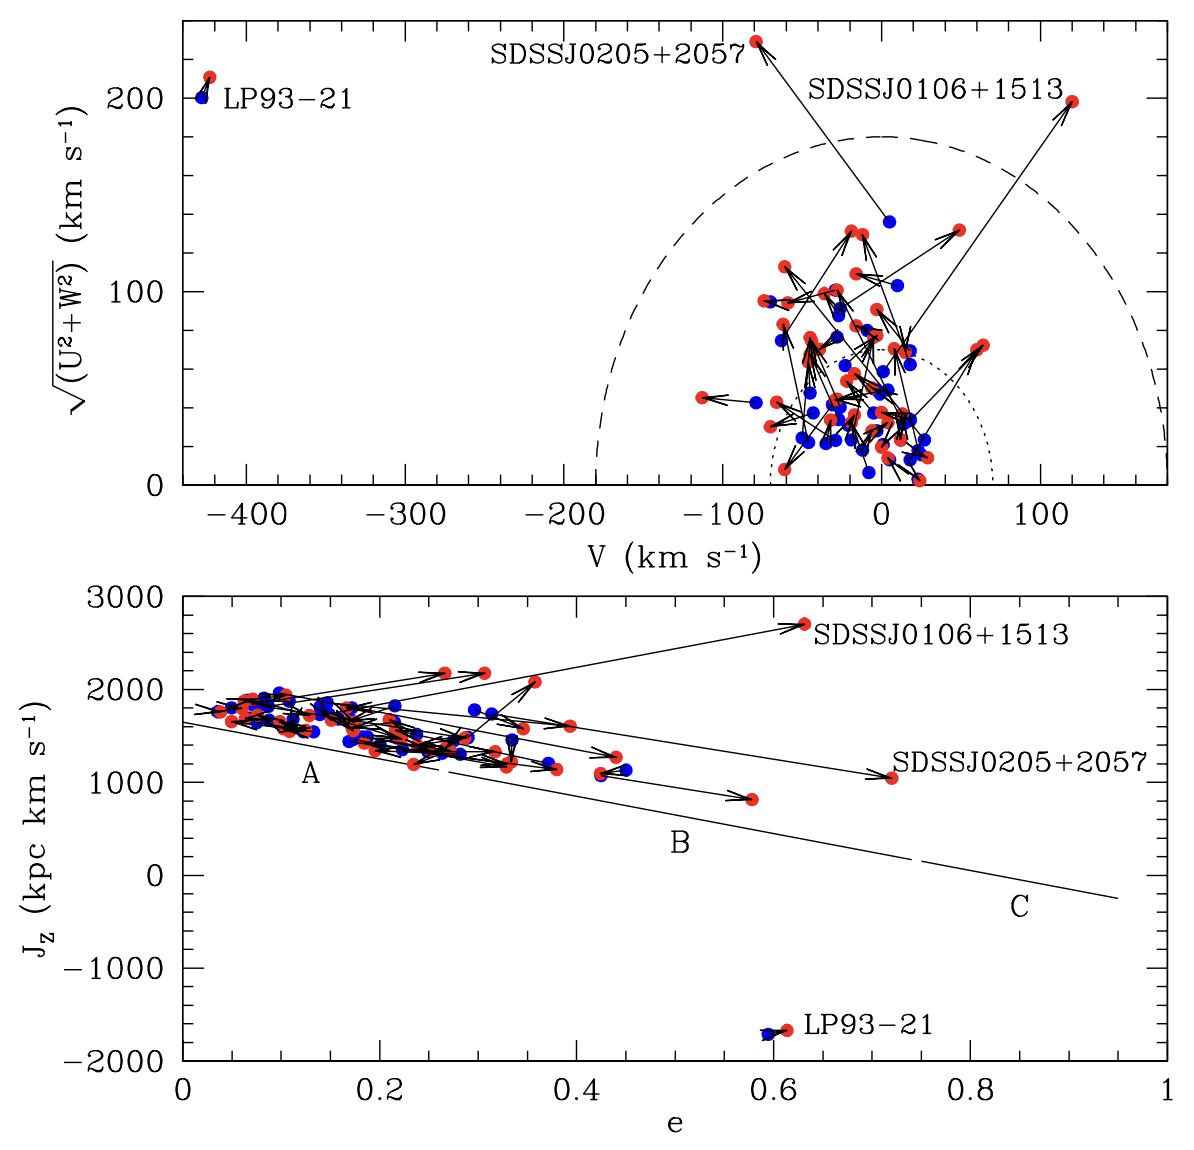 SDSSJ0205+2057
SDSSJ0106+1513
LP93−21
200
100
0
√(U²+W²) (km s⁻¹)
−400 −300 −200 −100 0 100
V (km s⁻¹)
3000
SDSSJ0106+1513
2000
SDSSJ0205+2057
A
1000
B
0
C
−1000
LP93−21
−2000
J_Z (kpc km s⁻¹)
0 0.2 0.4 0.6 0.8 1
e